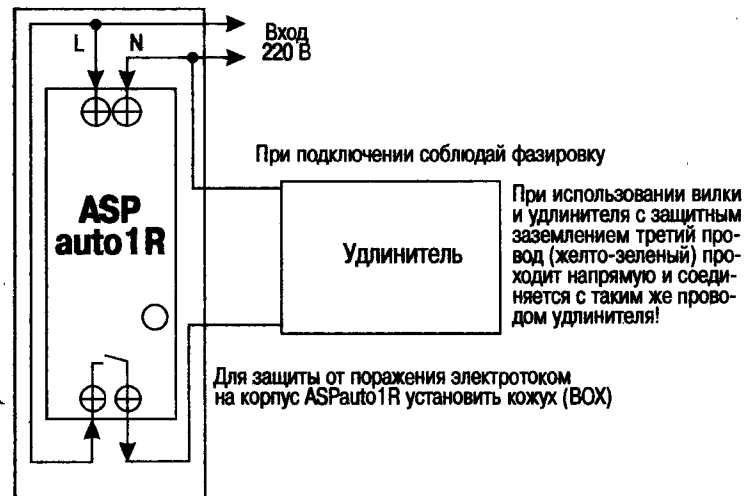 L
N
Вход
220 В
При подключении соблюдай фазировку
ASP
auto1R
Удлинитель
При использовании вилки
и удлинителя с защитным
заземлением третий про-
вод (желто-зеленый) про-
ходит напрямую и соеди-
няется с таким же прово-
дом удлинителя!
Для защиты от поражения электротоком
на корпус ASPauto1R установить кожух (BOX)